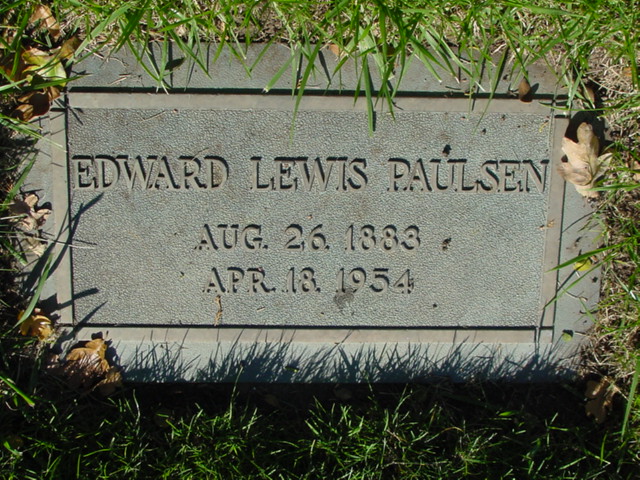 EDWARD LEWIS PAULSEN
AUG. 26. 1883
APR. 18. 1954